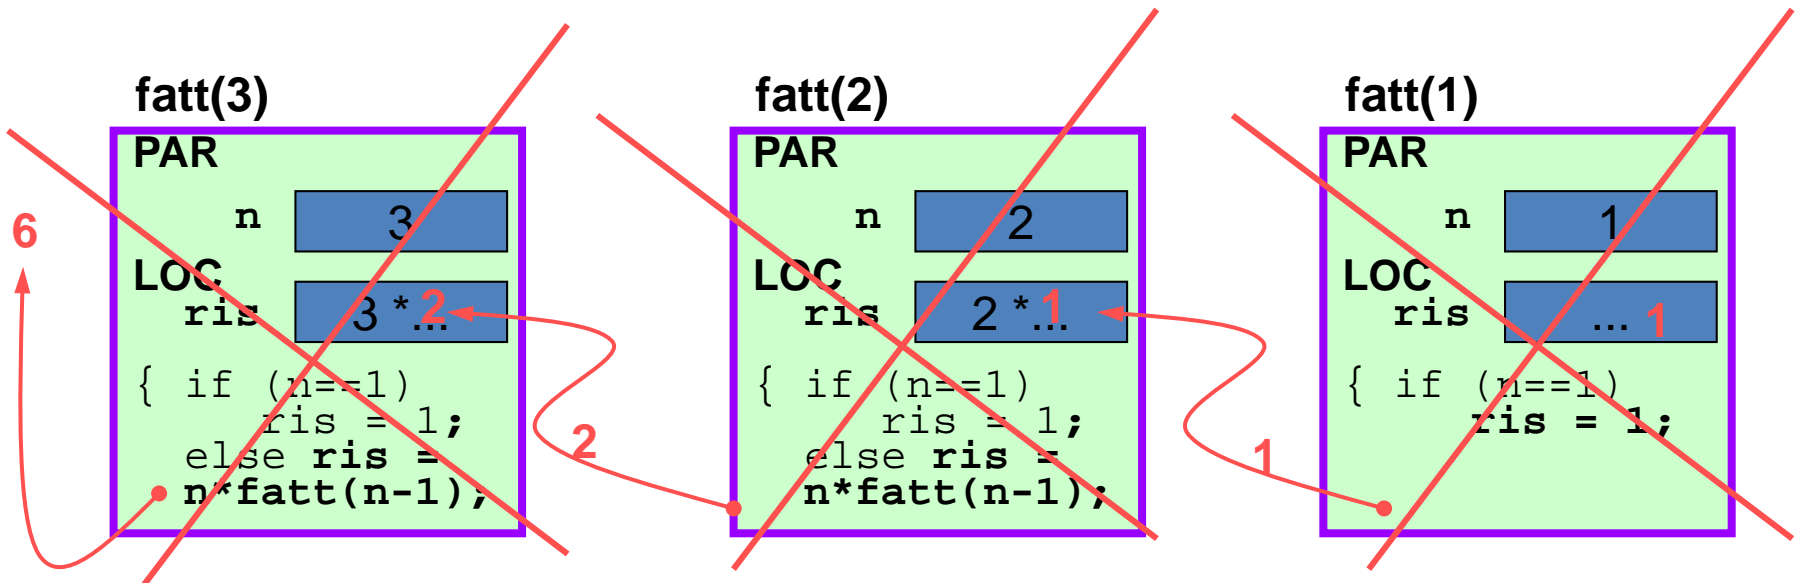 fatt(3)
PAR
n 3
LOC
ris 3 *... 2
{ if (n==1)
ris = 1;
else ris =
n*fatt(n-1);
6
2
fatt(2)
PAR
n 2
LOC
ris 2 *... 1
{ if (n==1)
ris = 1;
else ris =
n*fatt(n-1);
1
fatt(1)
PAR
n 1
LOC
ris ... 1
{ if (n==1)
ris = 1;